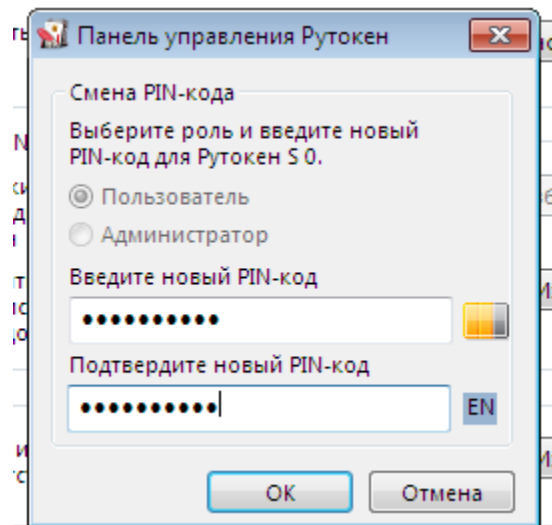 Панель управления Рутокен
Смена PIN-кода
Выберите роль и введите новый
PIN-код для Рутокен S 0.
Пользователь
Администратор
Введите новый PIN-код
••••••••••
Подтвердите новый PIN-код
••••••••••
EN
OK
Отмена